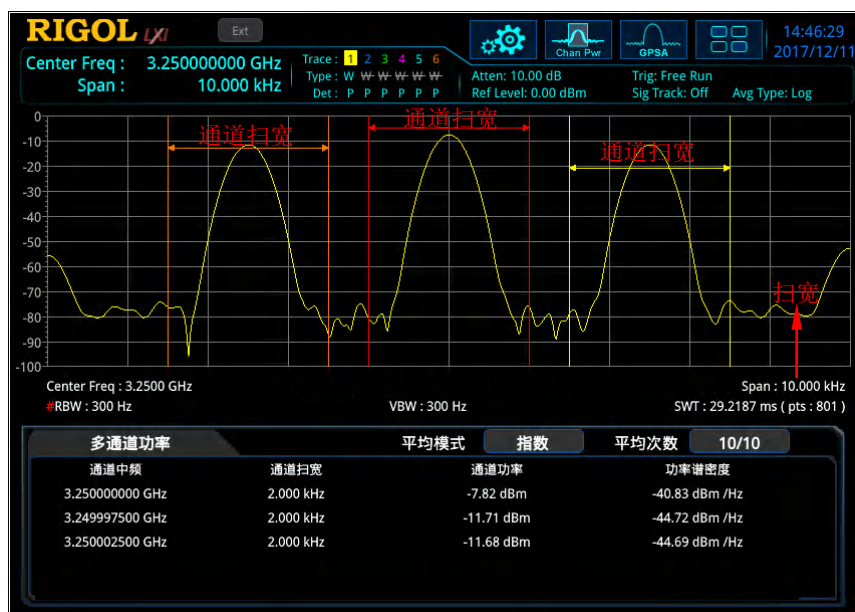 RIGOL LXI Ext Chan Pwr GPSA 14:46:29
2017/12/11
Center Freq : 3.250000000 GHz
Span : 10.000 kHz
Trace : 1 2 3 4 5 6
Type : W W W W W W
Det : P P P P P P
Atten: 10.00 dB
Ref Level: 0.00 dBm
Trig: Free Run
Sig Track: Off
Avg Type: Log
0
-10
-20
-30
-40
-50
-60
-70
-80
-90
-100
通道扫宽
通道扫宽
通道扫宽
扫宽
Center Freq : 3.2500 GHz
Span : 10.000 kHz
#RBW : 300 Hz
VBW : 300 Hz
SWT : 29.2187 ms ( pts : 801 )
多通道功率 平均模式 指数 平均次数 10/10
通道中频 通道扫宽 通道功率 功率谱密度
3.250000000 GHz 2.000 kHz -7.82 dBm -40.83 dBm /Hz
3.249997500 GHz 2.000 kHz -11.71 dBm -44.72 dBm /Hz
3.250002500 GHz 2.000 kHz -11.68 dBm -44.69 dBm /Hz